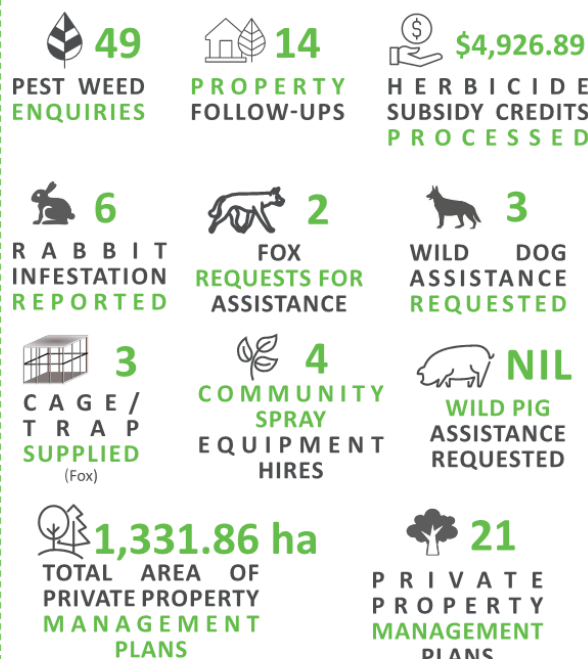 49
PEST WEED
ENQUIRIES
14
PROPERTY
FOLLOW-UPS
$4,926.89
HERBICIDE
SUBSIDY CREDITS
PROCESSED
6
RABBIT
INFESTATION
REPORTED
2
FOX
REQUESTS FOR
ASSISTANCE
3
WILD DOG
ASSISTANCE
REQUESTED
3
CAGE/
TRAP
SUPPLIED
(Fox)
4
COMMUNITY
SPRAY
EQUIPMENT
HIRES
NIL
WILD PIG
ASSISTANCE
REQUESTED
1,331.86 ha
TOTAL AREA OF
PRIVATE PROPERTY
MANAGEMENT
PLANS
21
PRIVATE
PROPERTY
MANAGEMENT
PLANS